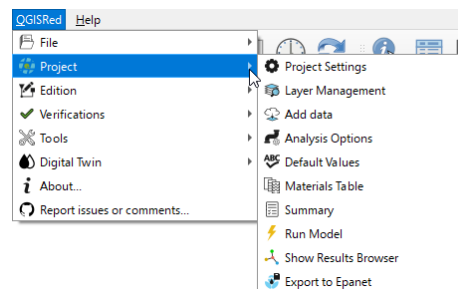 QGISRed Help
File
Project
Edition
Verifications
Tools
Digital Twin
About...
Report issues or comments...
Project Settings
Layer Management
Add data
Analysis Options
ABC Default Values
Materials Table
Summary
Run Model
Show Results Browser
Export to Epanet